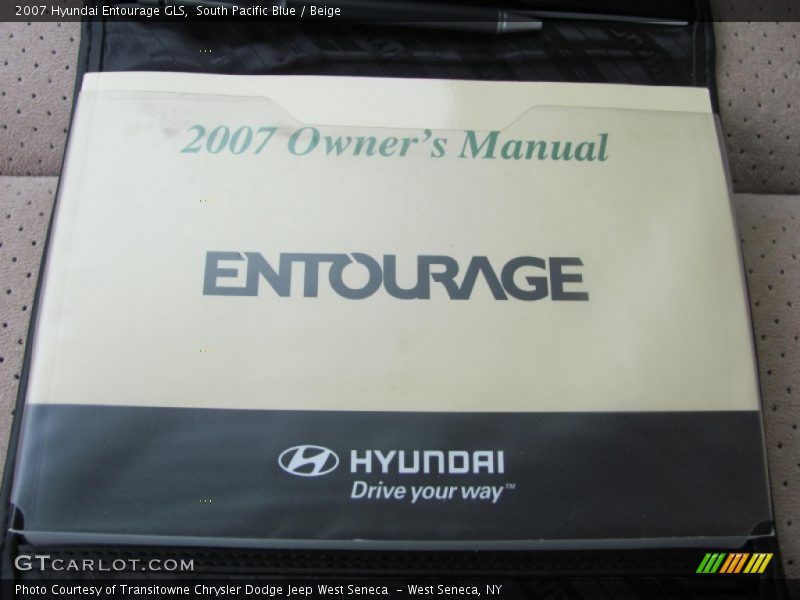 2007 Hyundai Entourage GLS,  South Pacific Blue / Beige
2007 Owner's Manual
ENTOURAGE
HYUNDAI
Drive your way™
GTCarlot.com
Photo Courtesy of Transitowne Chrysler Dodge Jeep West Seneca  - West Seneca, NY